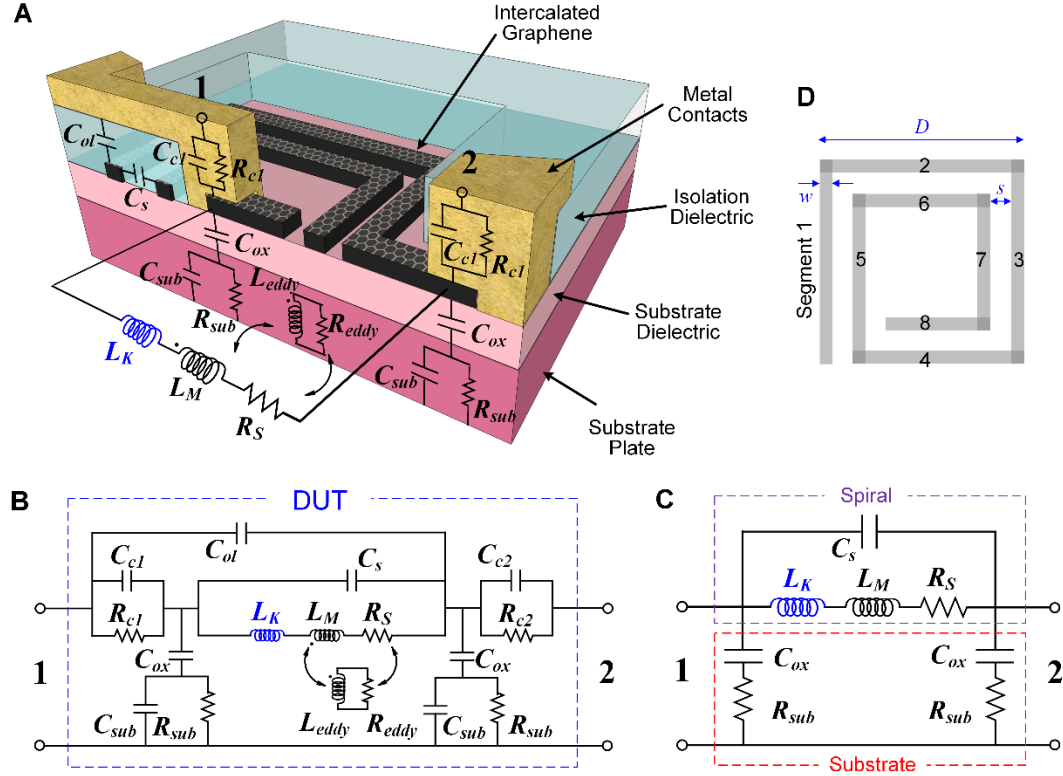 A
Intercalated
Graphene
1
Metal
Contacts
C_ol
C_c1
R_c1
2
C_s
Isolation
Dielectric
C_ox
C_c1
R_c1
C_sub
L_eddy
R_sub
R_eddy
C_ox
Substrate
Dielectric
L_K
L_M
R_S
C_sub
R_sub
Substrate
Plate
D
D
2
w
6
s
Segment 1
5
7
3
8
4
B
DUT
C_ol
C_c1
C_s
C_c2
R_c1
L_K
L_M
R_S
R_c2
C_ox
C_ox
1
2
C_sub
R_sub
L_eddy
R_eddy
C_sub
R_sub
C
Spiral
C_s
L_K
L_M
R_S
C_ox
C_ox
1
2
R_sub
R_sub
Substrate